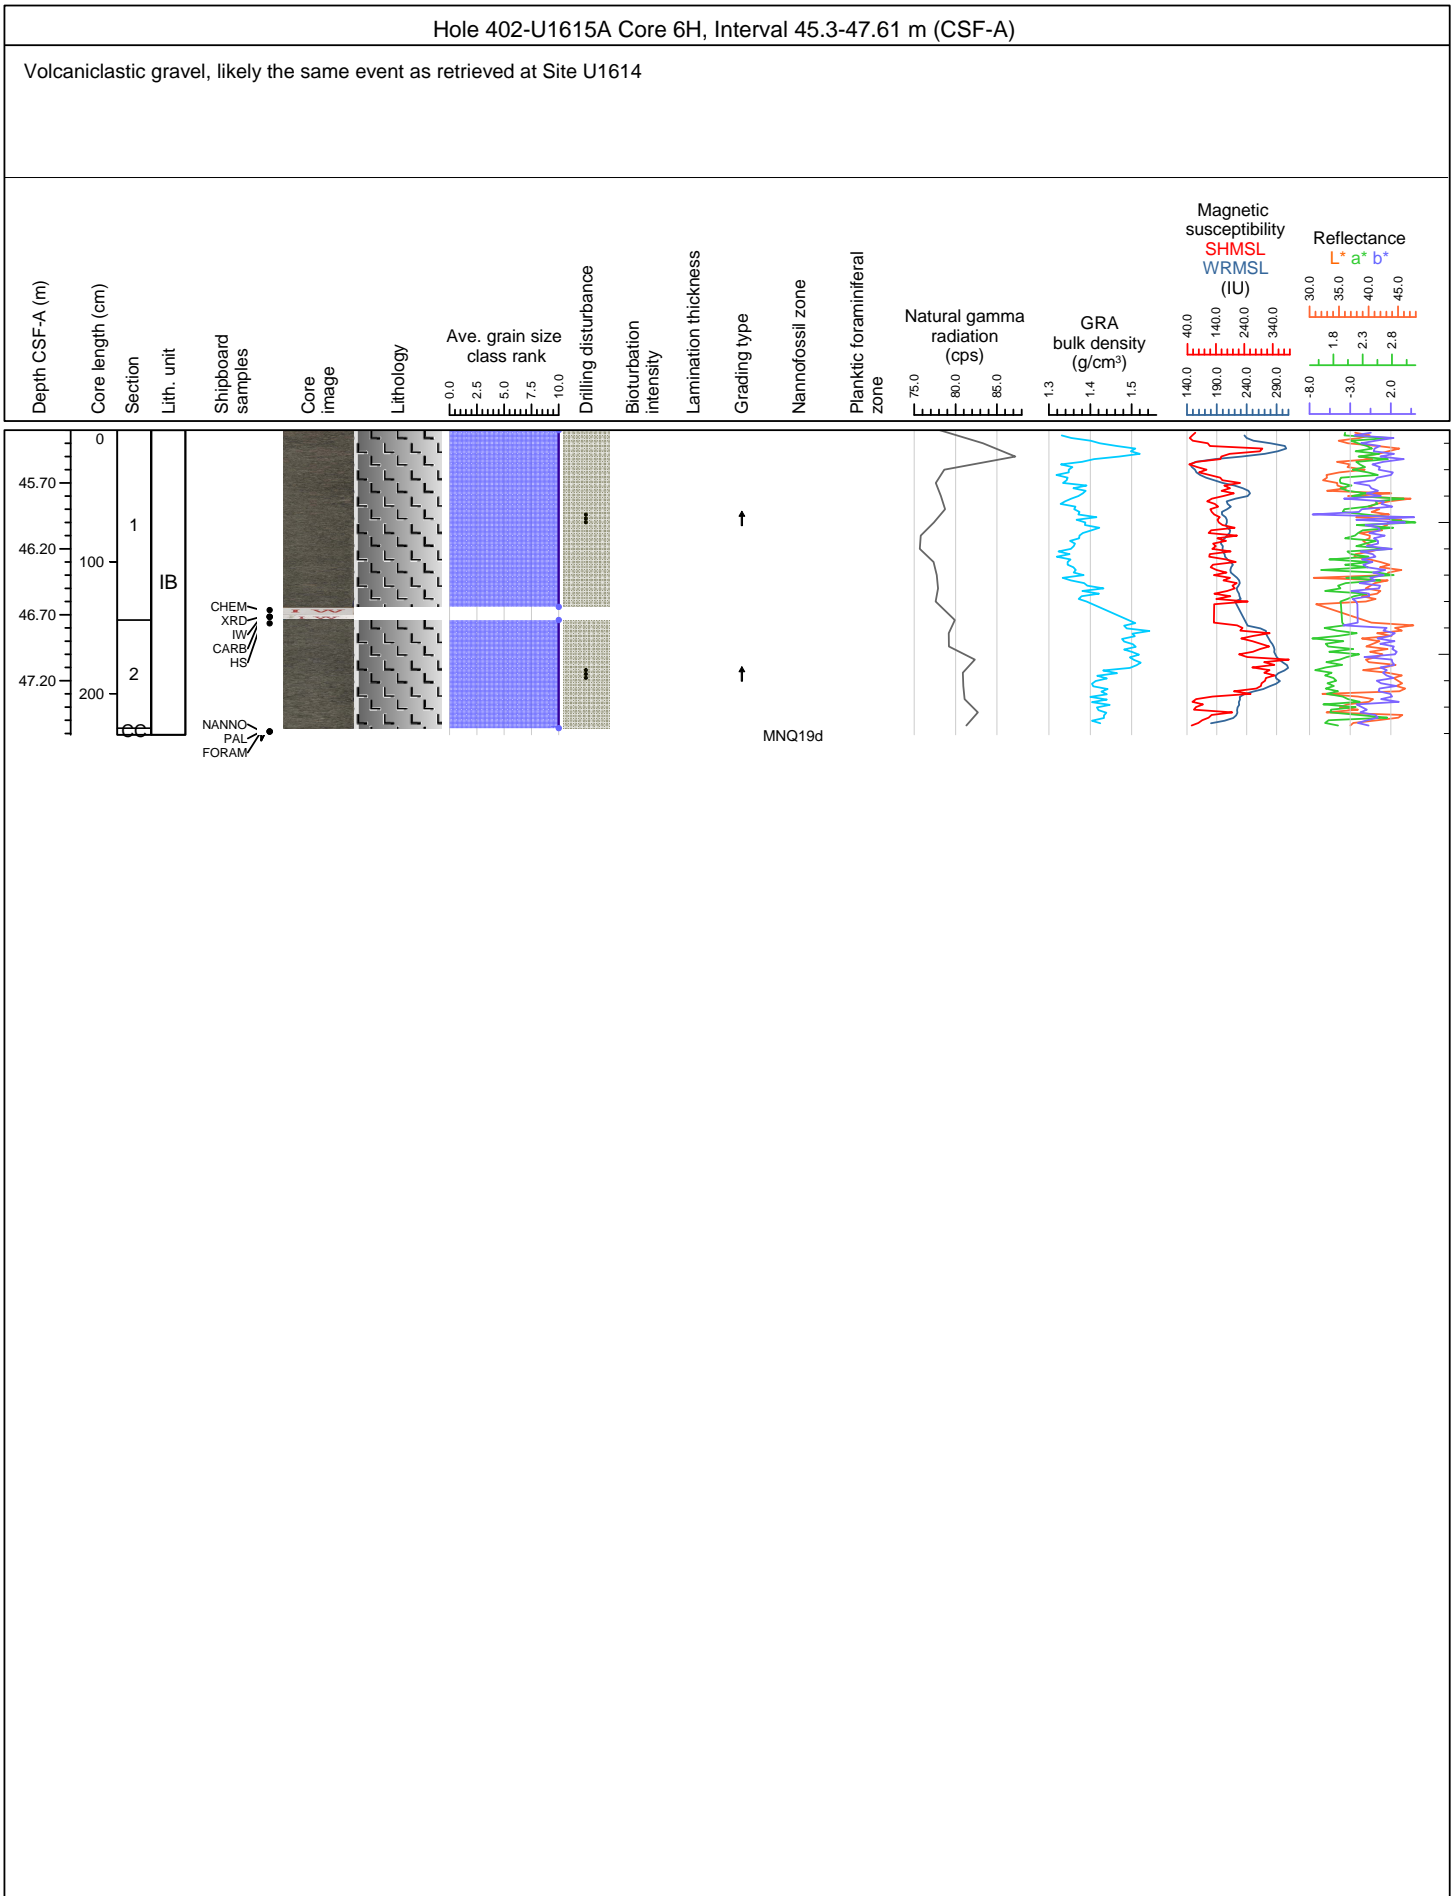 Hole 402-U1615A Core 6H, Interval 45.3-47.61 m (CSF-A)
Volcaniclastic gravel, likely the same event as retrieved at Site U1614
Depth CSF-A (m)
Core length (cm)
Section
Lith. unit
Shipboard
samples
Core
image
Lithology
Ave. grain size
class rank
0.0 2.5 5.0 7.5 10.0
Drilling disturbance
Bioturbation
intensity
Lamination thickness
Grading type
Nannofossil zone
Planktic foraminiferal
zone
Natural gamma
radiation
(cps)
75.0 80.0 85.0
GRA
bulk density
(g/cm³)
1.3 1.4 1.5
Magnetic
susceptibility
SHMSL
WRMSL
(IU)
40.0 140.0 240.0 340.0
140.0 190.0 240.0 290.0
Reflectance
L* a* b*
30.0 35.0 40.0 45.0
1.8 2.3 2.8
-8.0 -3.0 2.0
0
45.70
1
46.20
100
IB
CHEM
I W
46.70
XRD
I W
IW
CARB
HS
2
47.20
200
NANNO
CC
PAL
MNQ19d
FORAM